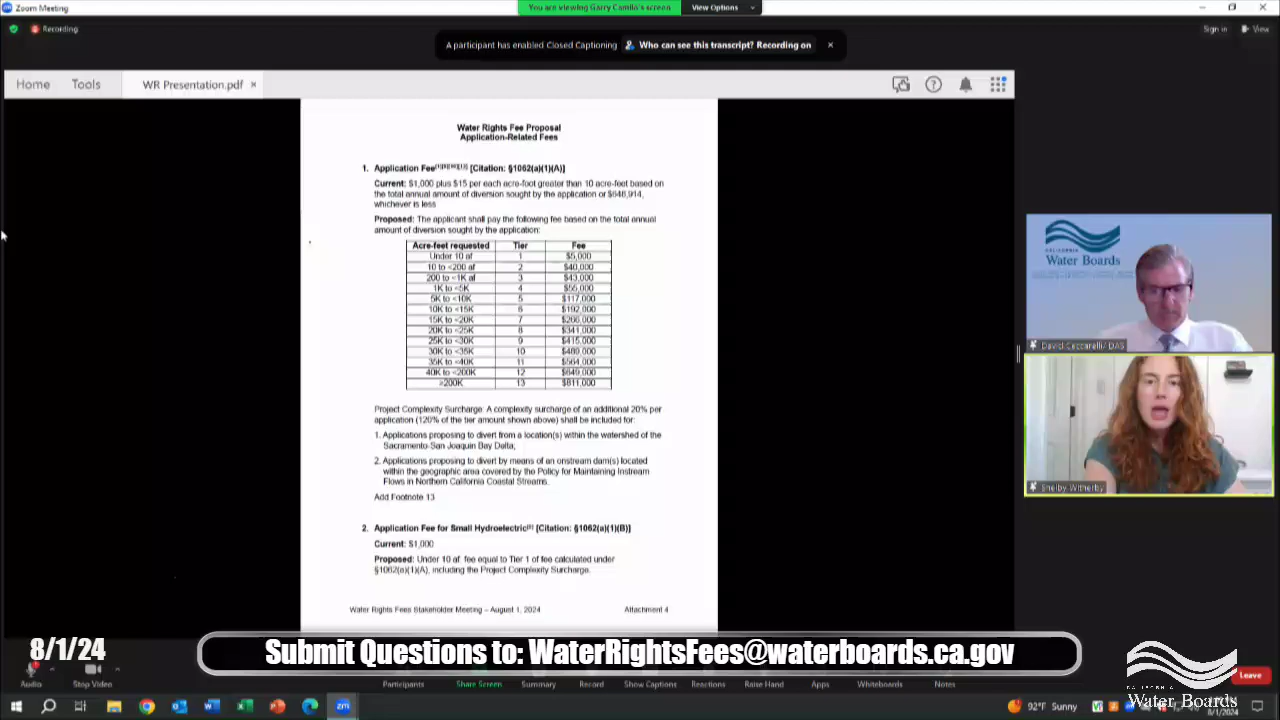 Zoom Meeting
You are viewing Garry Camilo's screen
View Options
Recording
Sign in
View
A participant has enabled Closed Captioning
Who can see this transcript? Recording on
Home
Tools
WR Presentation.pdf
Water Rights Fee Proposal
Application-Related Fees
1. Application Fee [Citation: §1062(a)(1)(A)]
Current: $1,000 plus $15 per each acre-foot greater than 10 acre-feet based on
the total annual amount of diversion sought by the application or
whichever is less
Proposed: The applicant shall pay the following fee based on the total annual
amount of diversion sought by the application:
Acre-feet requested Tier Fee
Under 10 af 1 $5,000
10 to <200 af 2 $40,000
200 to <1K af 3 $43,000
1K to <5K 4 $55,000
5K to <10K 5 $117,000
10K to <15K 6 $192,000
15K to <20K 7
20K to <25K 8 $341,000
25K to <30K 9 $415,000
30K to <35K 10
35K to <40K 11
40K to <200K 12
>200K 13 $811,000
Project Complexity Surcharge: A complexity surcharge of an additional 20% per
application (120% of the tier amount shown above) shall be included for:
1. Applications proposing to divert from a location(s) within the watershed of the
Sacramento-San Joaquin Bay Delta;
2. Applications proposing to divert by means of an onstream dam(s) located
within the geographic area covered by the Policy for Maintaining Instream
Flows in Northern California Coastal Streams.
Add Footnote 13
2. Application Fee for Small Hydroelectric [Citation: §1062(a)(1)(B)]
Current: $1,000
Proposed: Under 10 af fee equal to Tier 1 of fee calculated under
§1062(a)(1)(A), including the Project Complexity Surcharge.
Water Rights Fees Stakeholder Meeting – August 1, 2024 Attachment 4
CALIFORNIA
Water Boards
David Ceccarelli/ DAS
Shelby Witherby
8/1/24
Submit Questions to: WaterRightsFees@waterboards.ca.gov
CALIFORNIA
Water Boards
Audio
Stop Video
Participants
Share Screen
Summary
Record
Show Captions
Reactions
Raise Hand
Apps
Whiteboards
Notes
Leave
92°F Sunny
8/1/2024